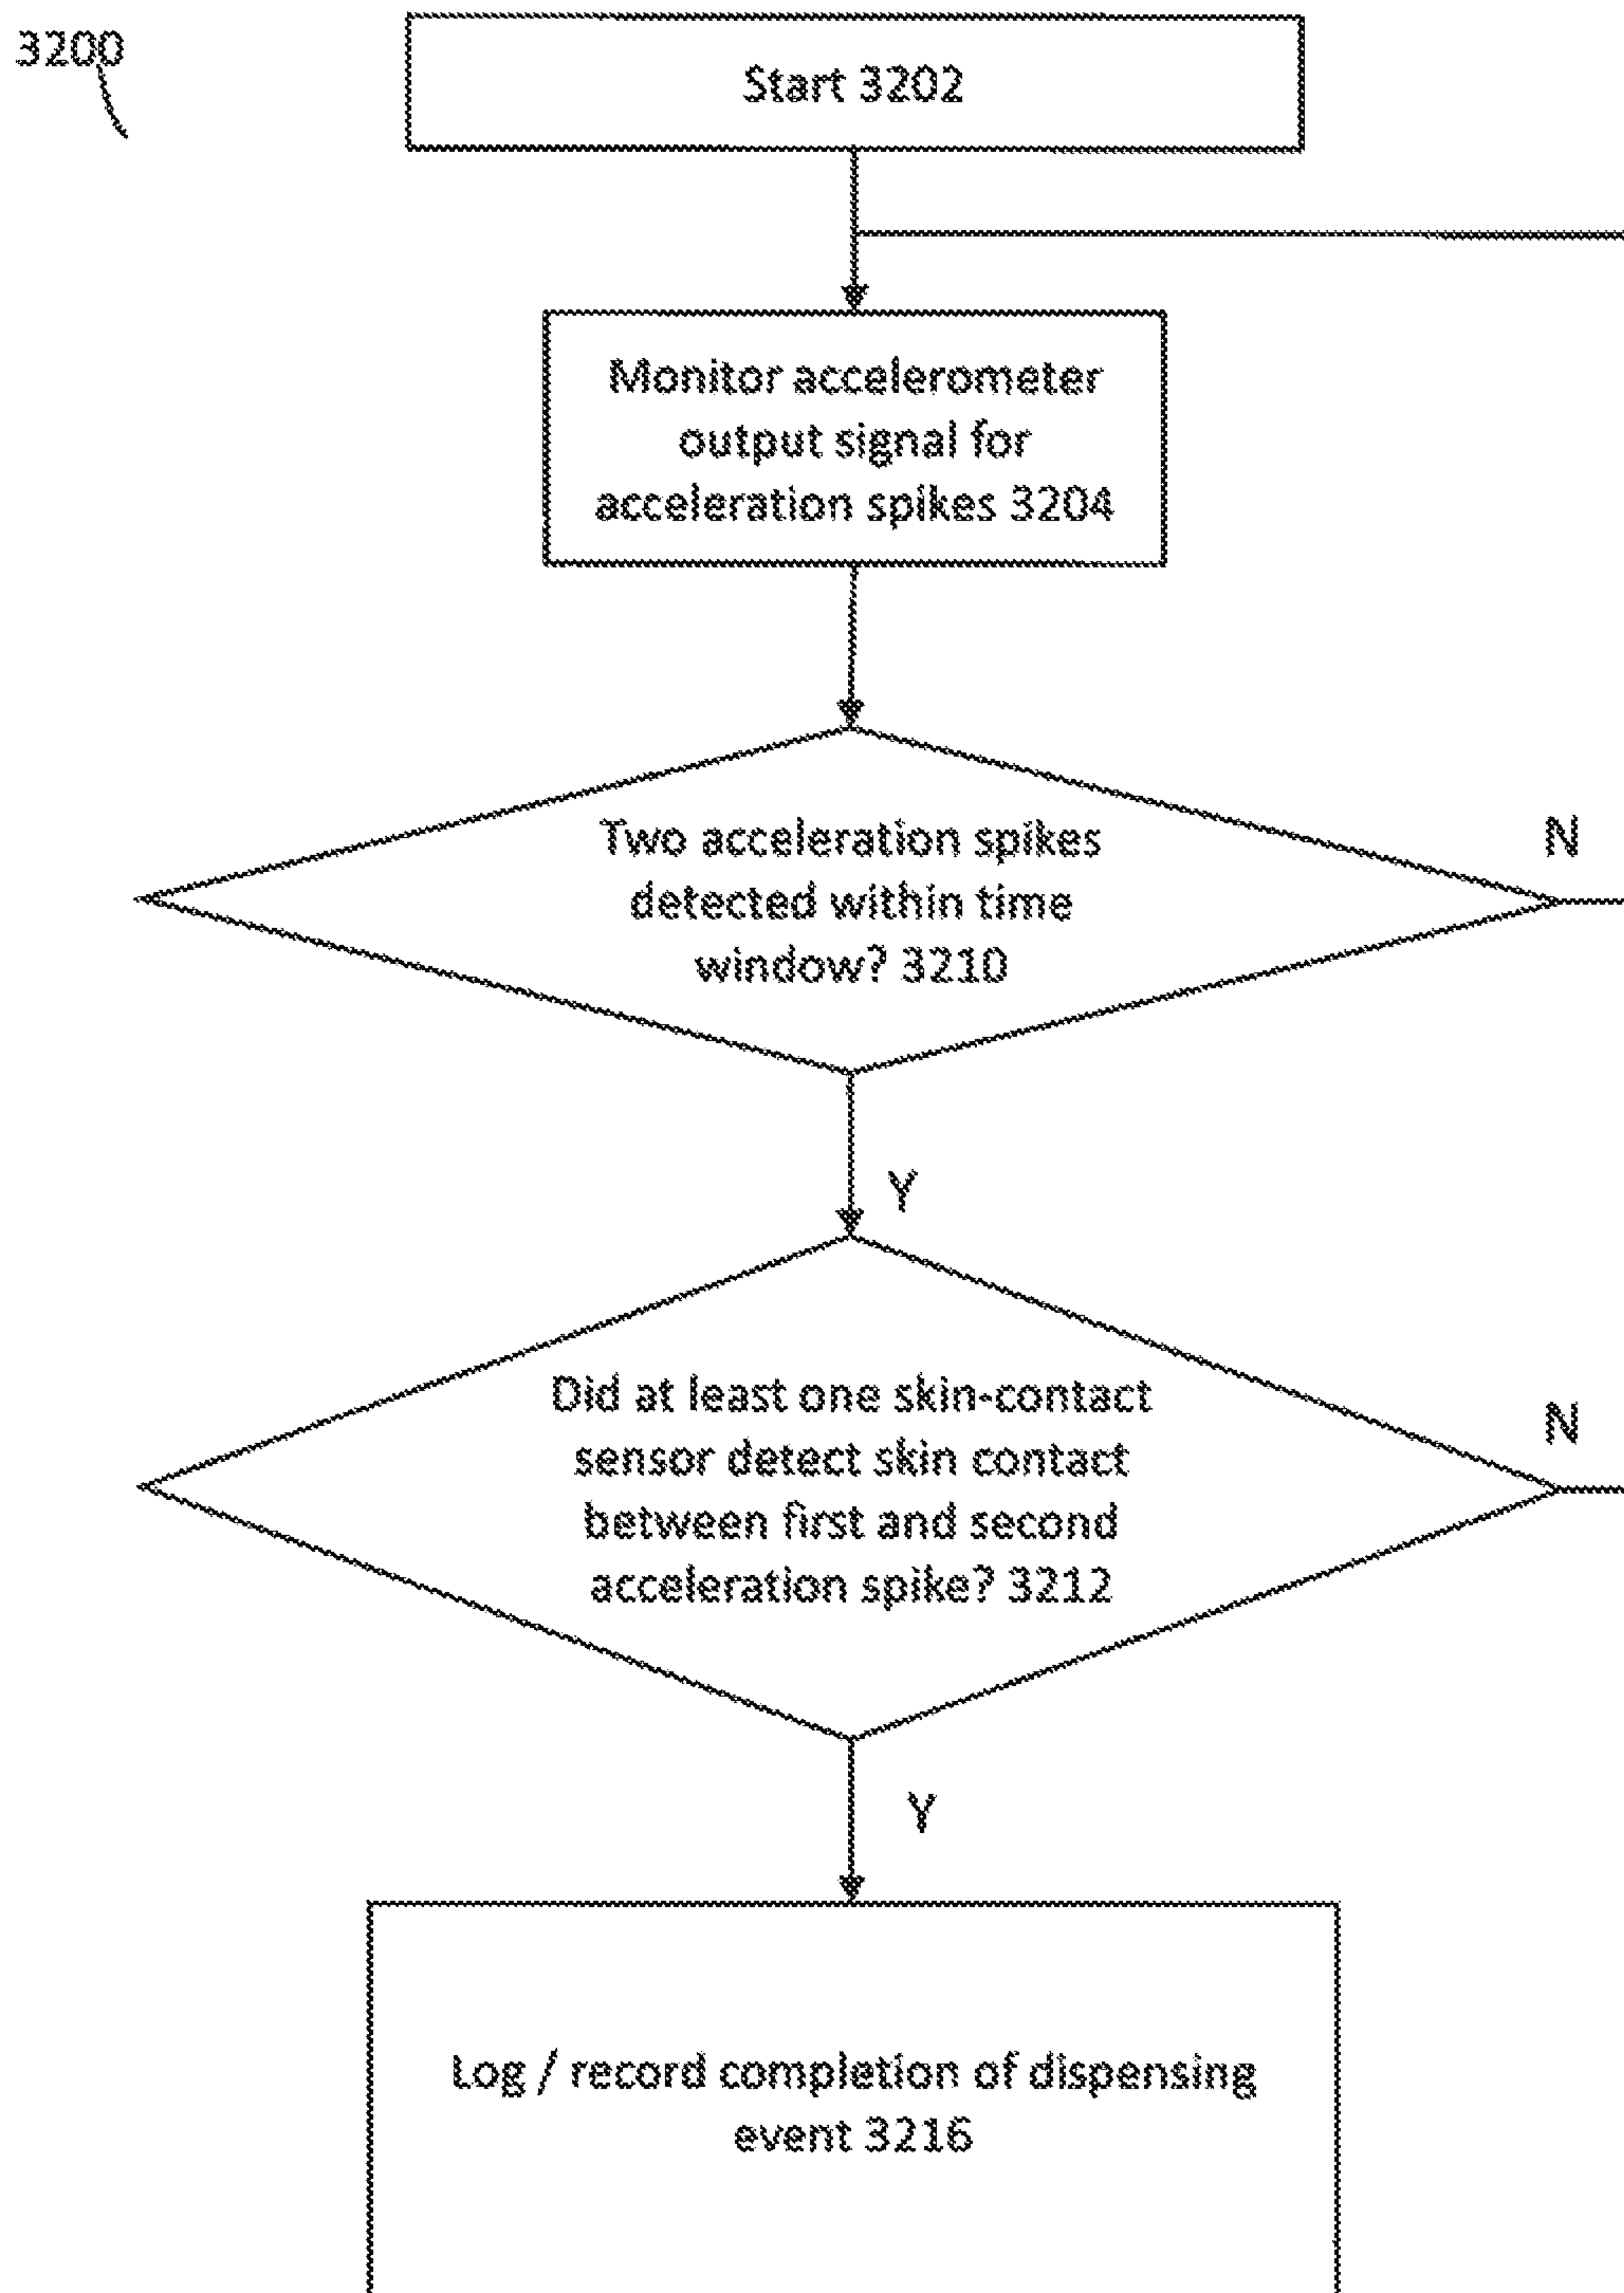 3200
Start 3202
Monitor accelerometer
output signal for
acceleration spikes 3204
Two acceleration spikes
detected within time
window? 3210
N
Y
Did at least one skin-contact
sensor detect skin contact
between first and second
acceleration spike? 3212
N
Y
Log / record completion of dispensing
event 3216